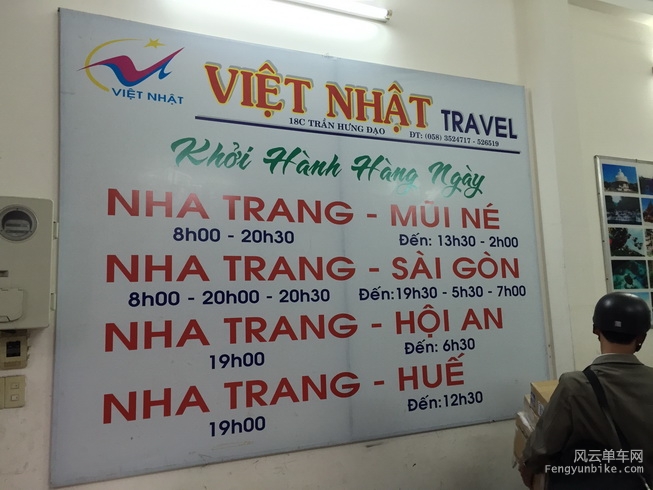 VIỆT NHẬT
VIỆT NHẬT TRAVEL
18C TRẦN HƯNG ĐẠO ĐT: (058) 3524717 - 526519
Khởi Hành Hàng Ngày
NHA TRANG - MŨI NÉ
8h00 - 20h30 Đến: 13h30 - 2h00
NHA TRANG - SÀI GÒN
8h00 - 20h00 - 20h30 Đến:19h30 - 5h30 - 7h00
NHA TRANG - HỘI AN
19h00 Đến: 6h30
NHA TRANG - HUẾ
19h00 Đến:12h30
风云单车网
Fengyunbike.com